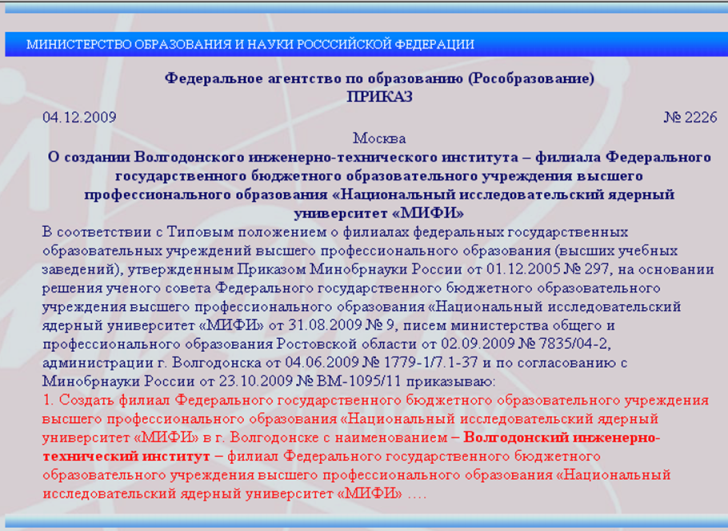 МИНИСТЕРСТВО ОБРАЗОВАНИЯ И НАУКИ РОСССИЙСКОЙ ФЕДЕРАЦИИ
Федеральное агентство по образованию (Рособразование)
ПРИКАЗ
04.12.2009 № 2226
Москва
О создании Волгодонского инженерно-технического института – филиала Федерального
государственного бюджетного образовательного учреждения высшего
профессионального образования «Национальный исследовательский ядерный
университет «МИФИ»
В соответствии с Типовым положением о филиалах федеральных государственных
образовательных учреждений высшего профессионального образования (высших учебных
заведений), утвержденным Приказом Минобрнауки России от 01.12.2005 № 297, на основании
решения ученого совета Федерального государственного бюджетного образовательного
учреждения высшего профессионального образования «Национальный исследовательский
ядерный университет «МИФИ» от 31.08.2009 № 9, писем министерства общего и
профессионального образования Ростовской области от 02.09.2009 № 7835/04-2,
администрации г. Волгодонска от 04.06.2009 № 1779-1/7.1-37 и по согласованию с
Минобрнауки России от 23.10.2009 № ВМ-1095/11 приказываю:
1. Создать филиал Федерального государственного бюджетного образовательного учреждения
высшего профессионального образования «Национальный исследовательский ядерный
университет «МИФИ» в г. Волгодонске с наименованием – Волгодонский инженерно-
технический институт – филиал Федерального государственного бюджетного
образовательного учреждения высшего профессионального образования «Национальный
исследовательский ядерный университет «МИФИ» ….